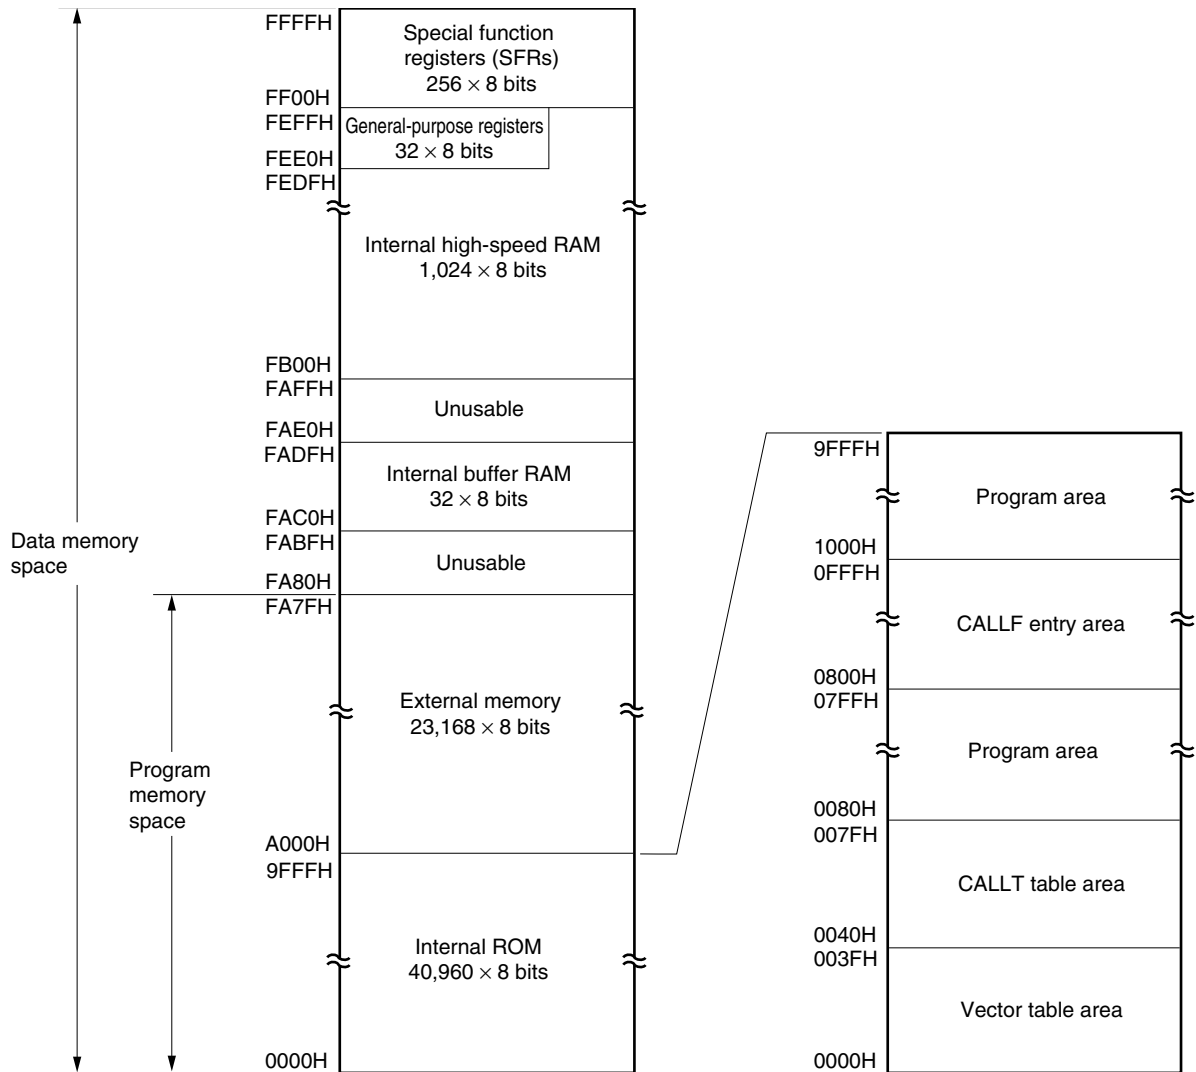 FFFFH
Special function
registers (SFRs)
256 × 8 bits
FF00H
FEFFH
General-purpose registers
32 × 8 bits
FEE0H
FEDFH
Internal high-speed RAM
1,024 × 8 bits
FB00H
FAFFH
Unusable
FAE0H
FADFH
Internal buffer RAM
32 × 8 bits
FAC0H
FABFH
Data memory
space
Unusable
FA80H
FA7FH
External memory
23,168 × 8 bits
Program
memory
space
A000H
9FFFH
Internal ROM
40,960 × 8 bits
0000H
9FFFH
Program area
1000H
0FFFH
CALLF entry area
0800H
07FFH
Program area
0080H
007FH
CALLT table area
0040H
003FH
Vector table area
0000H